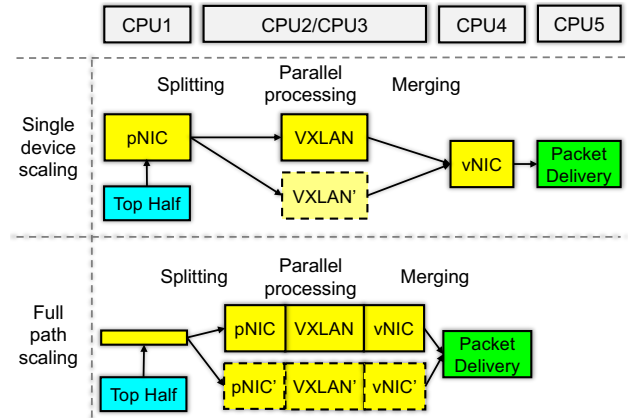 CPU1 CPU2/CPU3 CPU4 CPU5
Splitting
Parallel
processing
Merging
Single
device
scaling
pNIC
VXLAN
VXLAN’
vNIC
Packet
Delivery
Top Half
Splitting
Parallel
processing
Merging
Full
path
scaling
pNIC VXLAN vNIC
pNIC’ VXLAN’ vNIC’
Packet
Delivery
Top Half